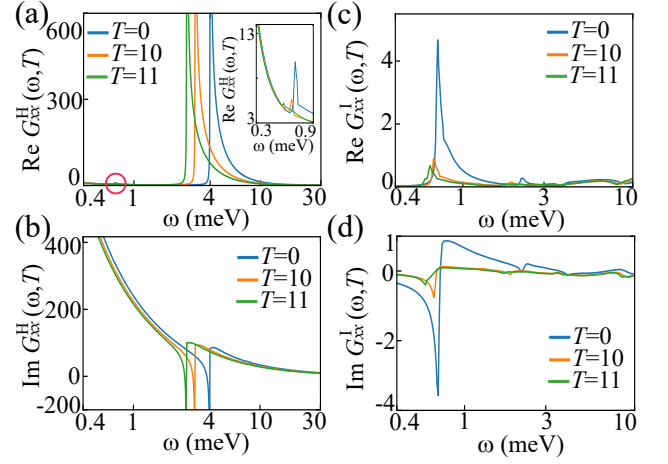 (a)
Re G^H_xx(ω,T)
600
300
0
T=0
T=10
T=11
Re G^H_xx(ω,T)
13
3
0.3 0.9
ω (meV)
0.4 1 4 10 30
ω (meV)
(c)
Re G^I_xx(ω,T)
4
2
0
T=0
T=10
T=11
0.4 1 3 10
ω (meV)
(b)
Im G^H_xx(ω,T)
400
200
0
-200
T=0
T=10
T=11
0.4 1 4 10 30
ω (meV)
(d)
Im G^I_xx(ω,T)
1
0
-2
-4
T=0
T=10
T=11
0.4 1 3 10
ω (meV)